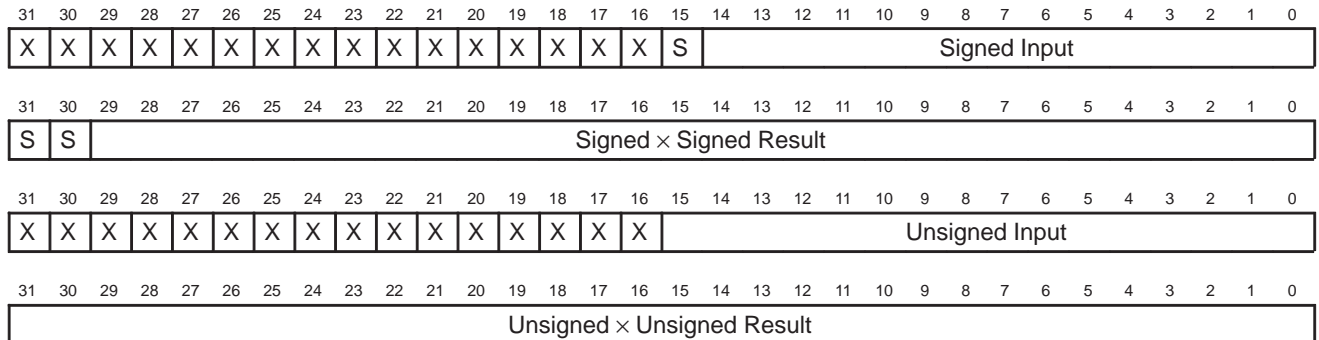 31 30 29 28 27 26 25 24 23 22 21 20 19 18 17 16 15 14 13 12 11 10 9 8 7 6 5 4 3 2 1 0
X X X X X X X X X X X X X X X X S Signed Input
31 30 29 28 27 26 25 24 23 22 21 20 19 18 17 16 15 14 13 12 11 10 9 8 7 6 5 4 3 2 1 0
S S Signed × Signed Result
31 30 29 28 27 26 25 24 23 22 21 20 19 18 17 16 15 14 13 12 11 10 9 8 7 6 5 4 3 2 1 0
X X X X X X X X X X X X X X X X Unsigned Input
31 30 29 28 27 26 25 24 23 22 21 20 19 18 17 16 15 14 13 12 11 10 9 8 7 6 5 4 3 2 1 0
Unsigned × Unsigned Result